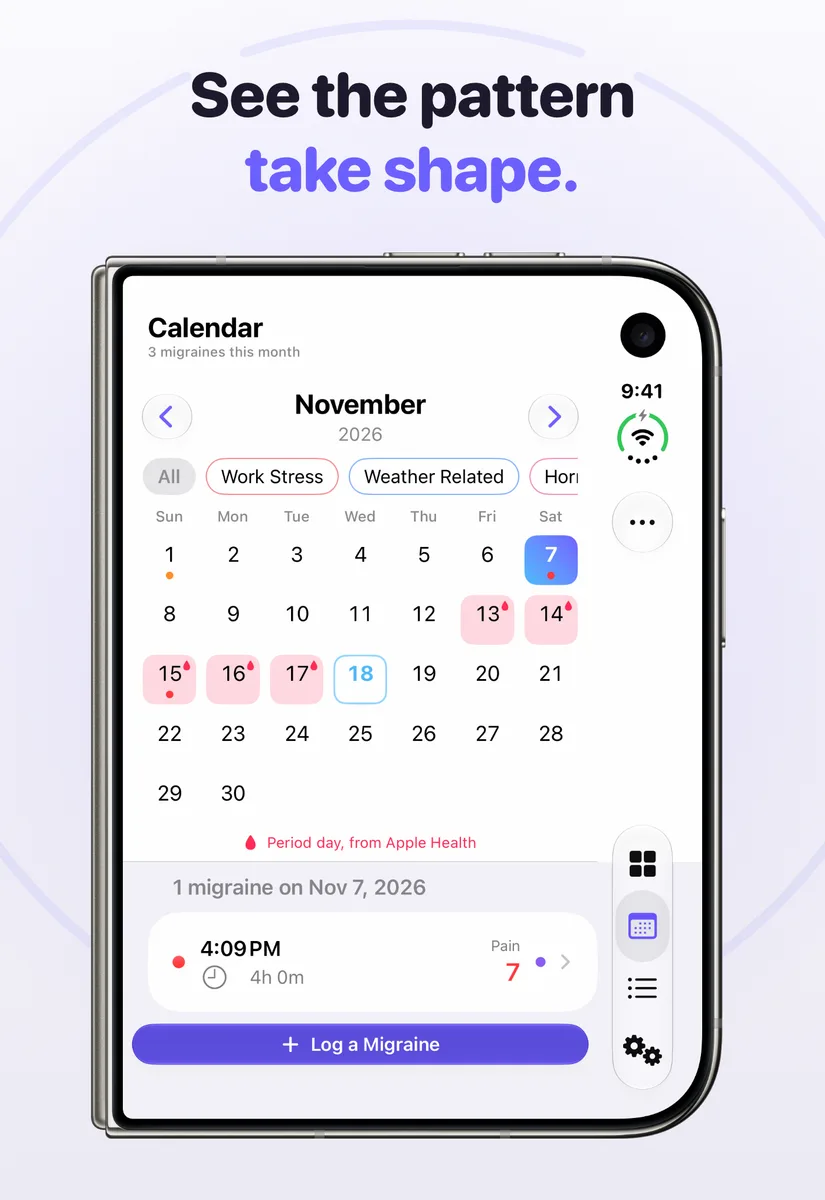 See the pattern
take shape.
Calendar
3 migraines this month
9:41
November
2026
All Work Stress Weather Related
Sun Mon Tue Wed Thu Fri Sat
1 2 3 4 5 6 7
8 9 10 11 12 13 14
15 16 17 18 19 20 21
22 23 24 25 26 27 28
29 30
Period day, from Apple Health
1 migraine on Nov 7, 2026
4:09 PM
4h 0m
Pain
7
+ Log a Migraine